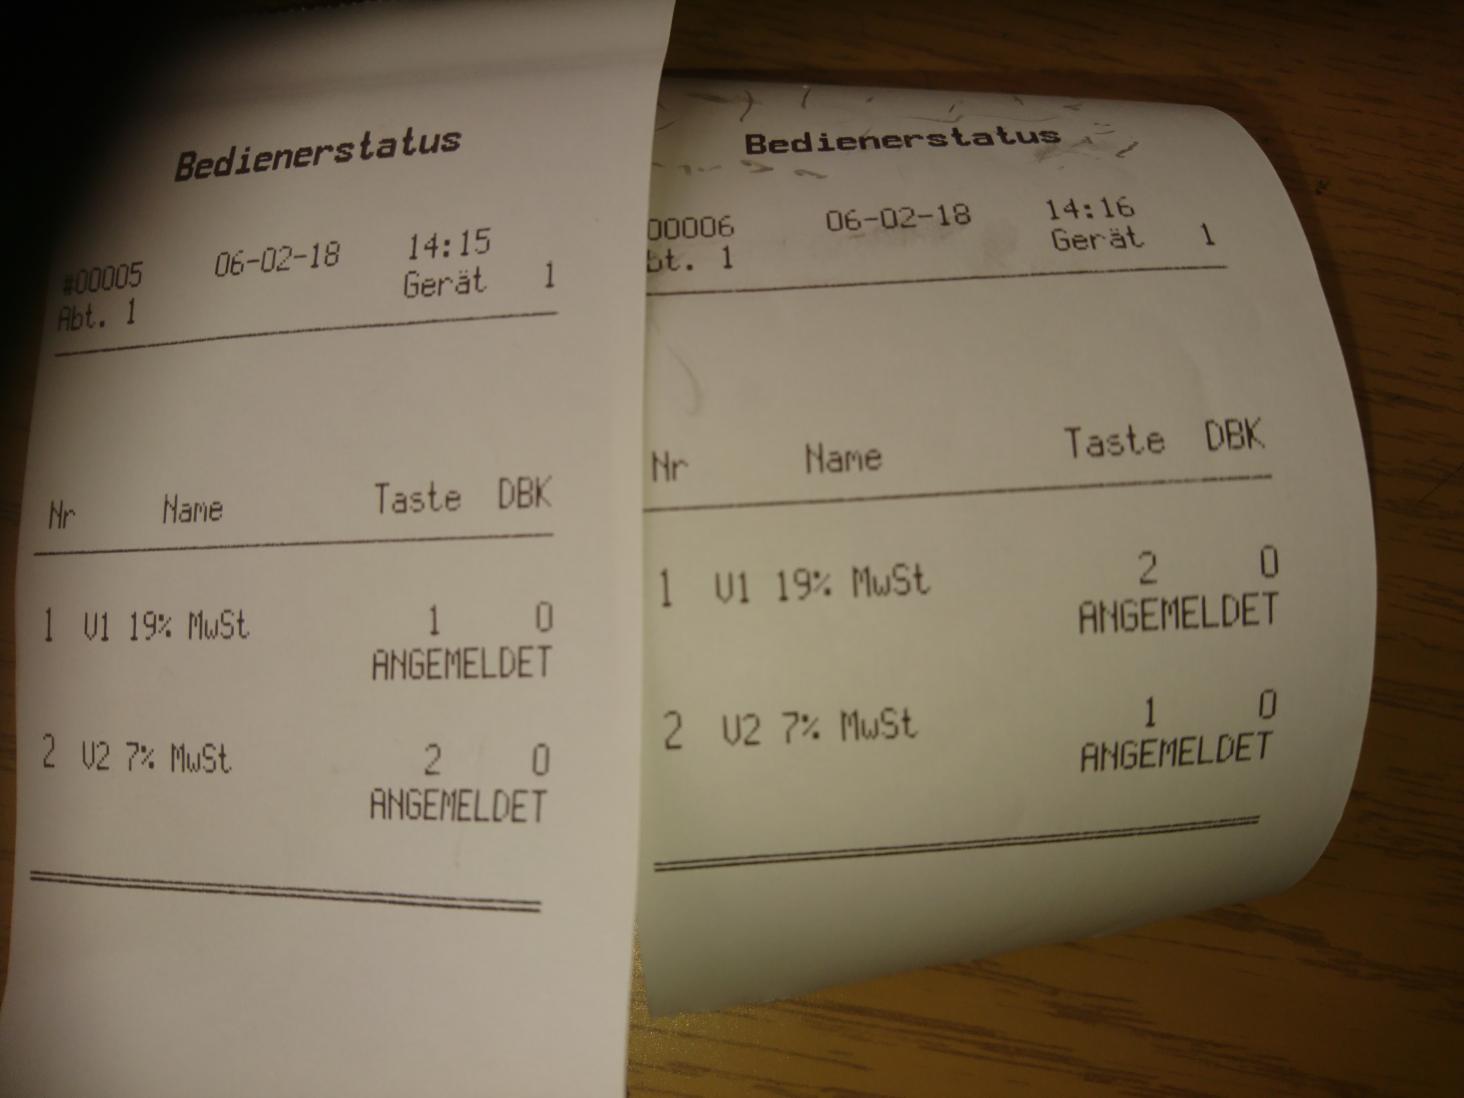 Bedienerstatus
#00005 06-02-18 14:15
Abt. 1 Gerät 1
Nr Name Taste DBK
1 V1 19% MwSt 1 0
ANGEMELDET
2 V2 7% MwSt 2 0
ANGEMELDET
Bedienerstatus
00006 06-02-18 14:16
bt. 1 Gerät 1
Nr Name Taste DBK
1 V1 19% MwSt 2 0
ANGEMELDET
2 V2 7% MwSt 1 0
ANGEMELDET